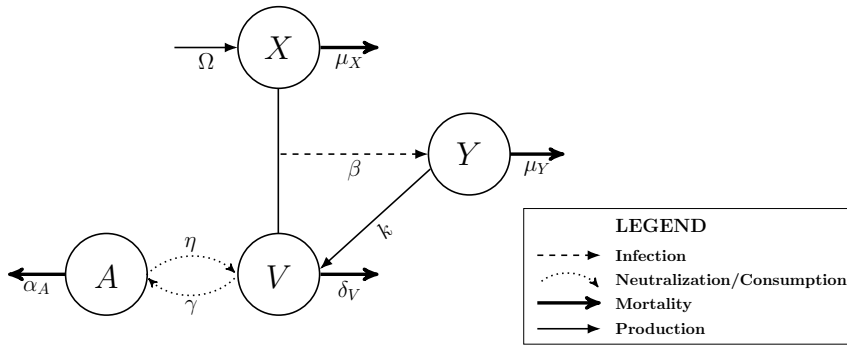 X
Ω
μ_X
Y
β
μ_Y
k
A
η
V
γ
α_A
δ_V
LEGEND
Infection
Neutralization/Consumption
Mortality
Production